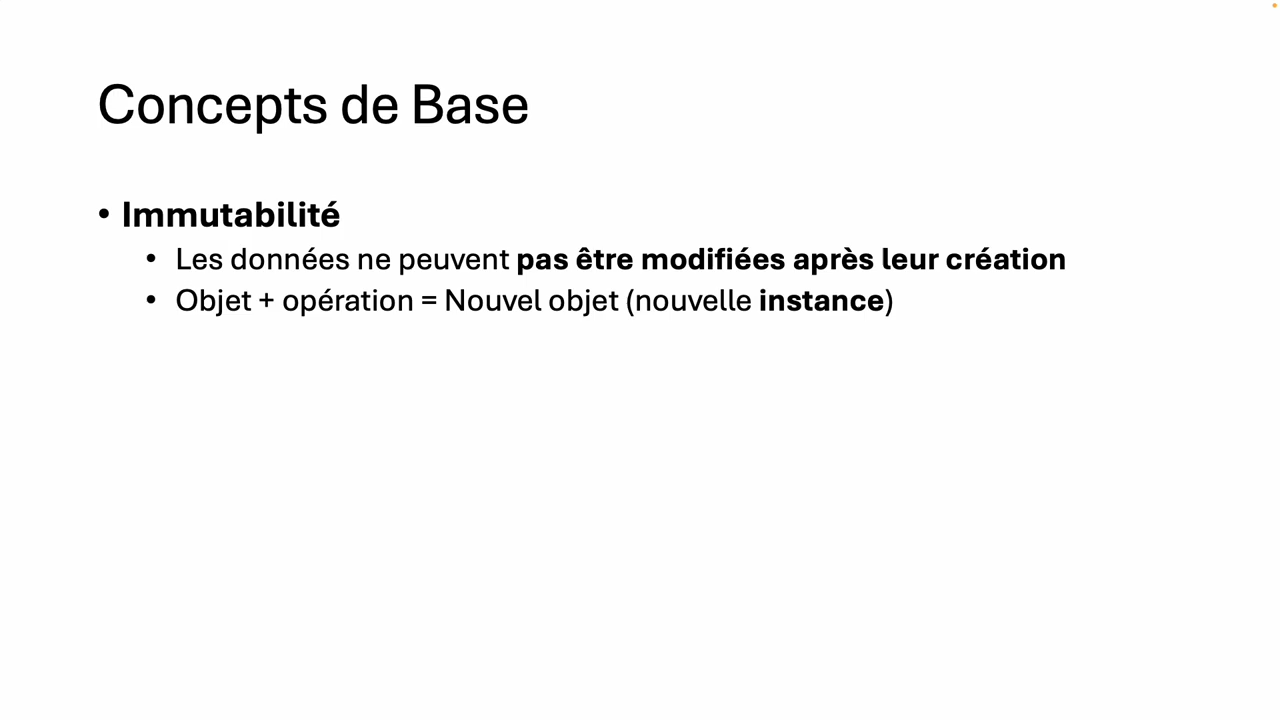 Concepts de Base
• Immutabilité
• Les données ne peuvent pas être modifiées après leur création
• Objet + opération = Nouvel objet (nouvelle instance)